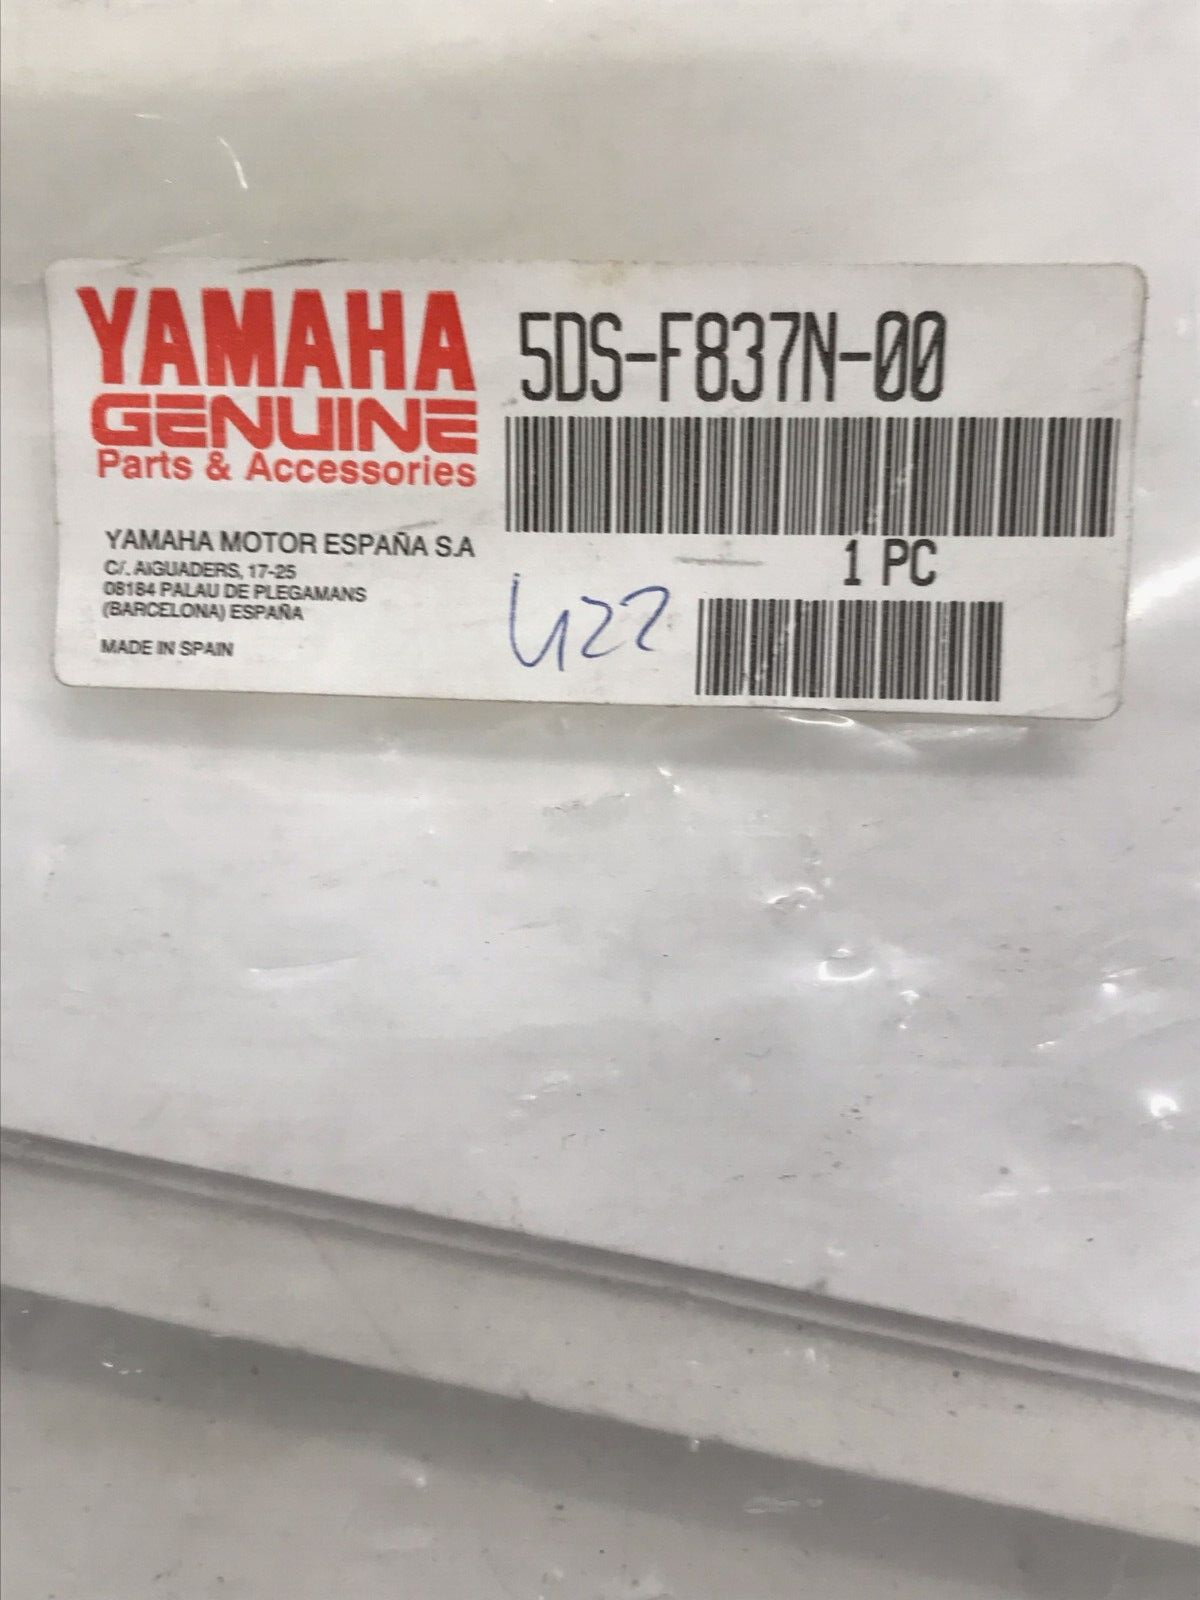 YAMAHA
GENUINE
Parts & Accessories
YAMAHA MOTOR ESPAÑA S.A
C/. AIGUADERS, 17-25
08184 PALAU DE PLEGAMANS
(BARCELONA) ESPAÑA
MADE IN SPAIN
5DS-F837N-00
1 PC
422